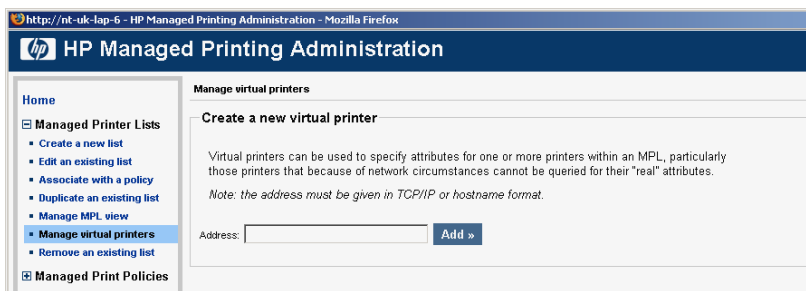 http://nt-uk-lap-6 - HP Managed Printing Administration - Mozilla Firefox
hp HP Managed Printing Administration
Home
Managed Printer Lists
Create a new list
Edit an existing list
Associate with a policy
Duplicate an existing list
Manage MPL view
Manage virtual printers
Remove an existing list
Managed Print Policies
Manage virtual printers
Create a new virtual printer
Virtual printers can be used to specify attributes for one or more printers within an MPL, particularly
those printers that because of network circumstances cannot be queried for their "real" attributes.
Note: the address must be given in TCP/IP or hostname format.
Address: Add »